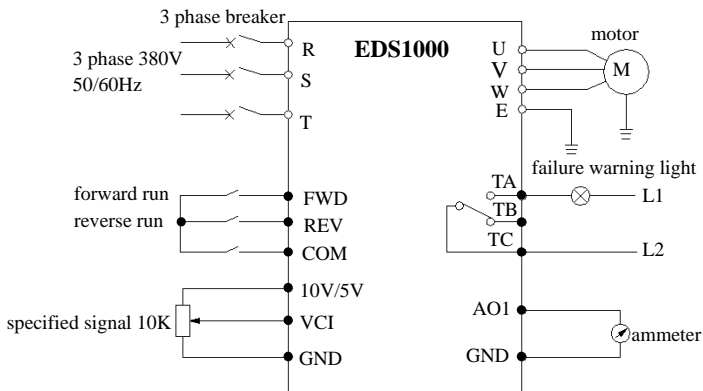 3 phase breaker
3 phase 380V
50/60Hz
R
S
T
EDS1000
U
V
W
E
motor
M
failure warning light
forward run
reverse run
FWD
REV
COM
TA
TB
TC
L1
L2
10V/5V
specified signal 10K
VCI
GND
AO1
GND
ammeter